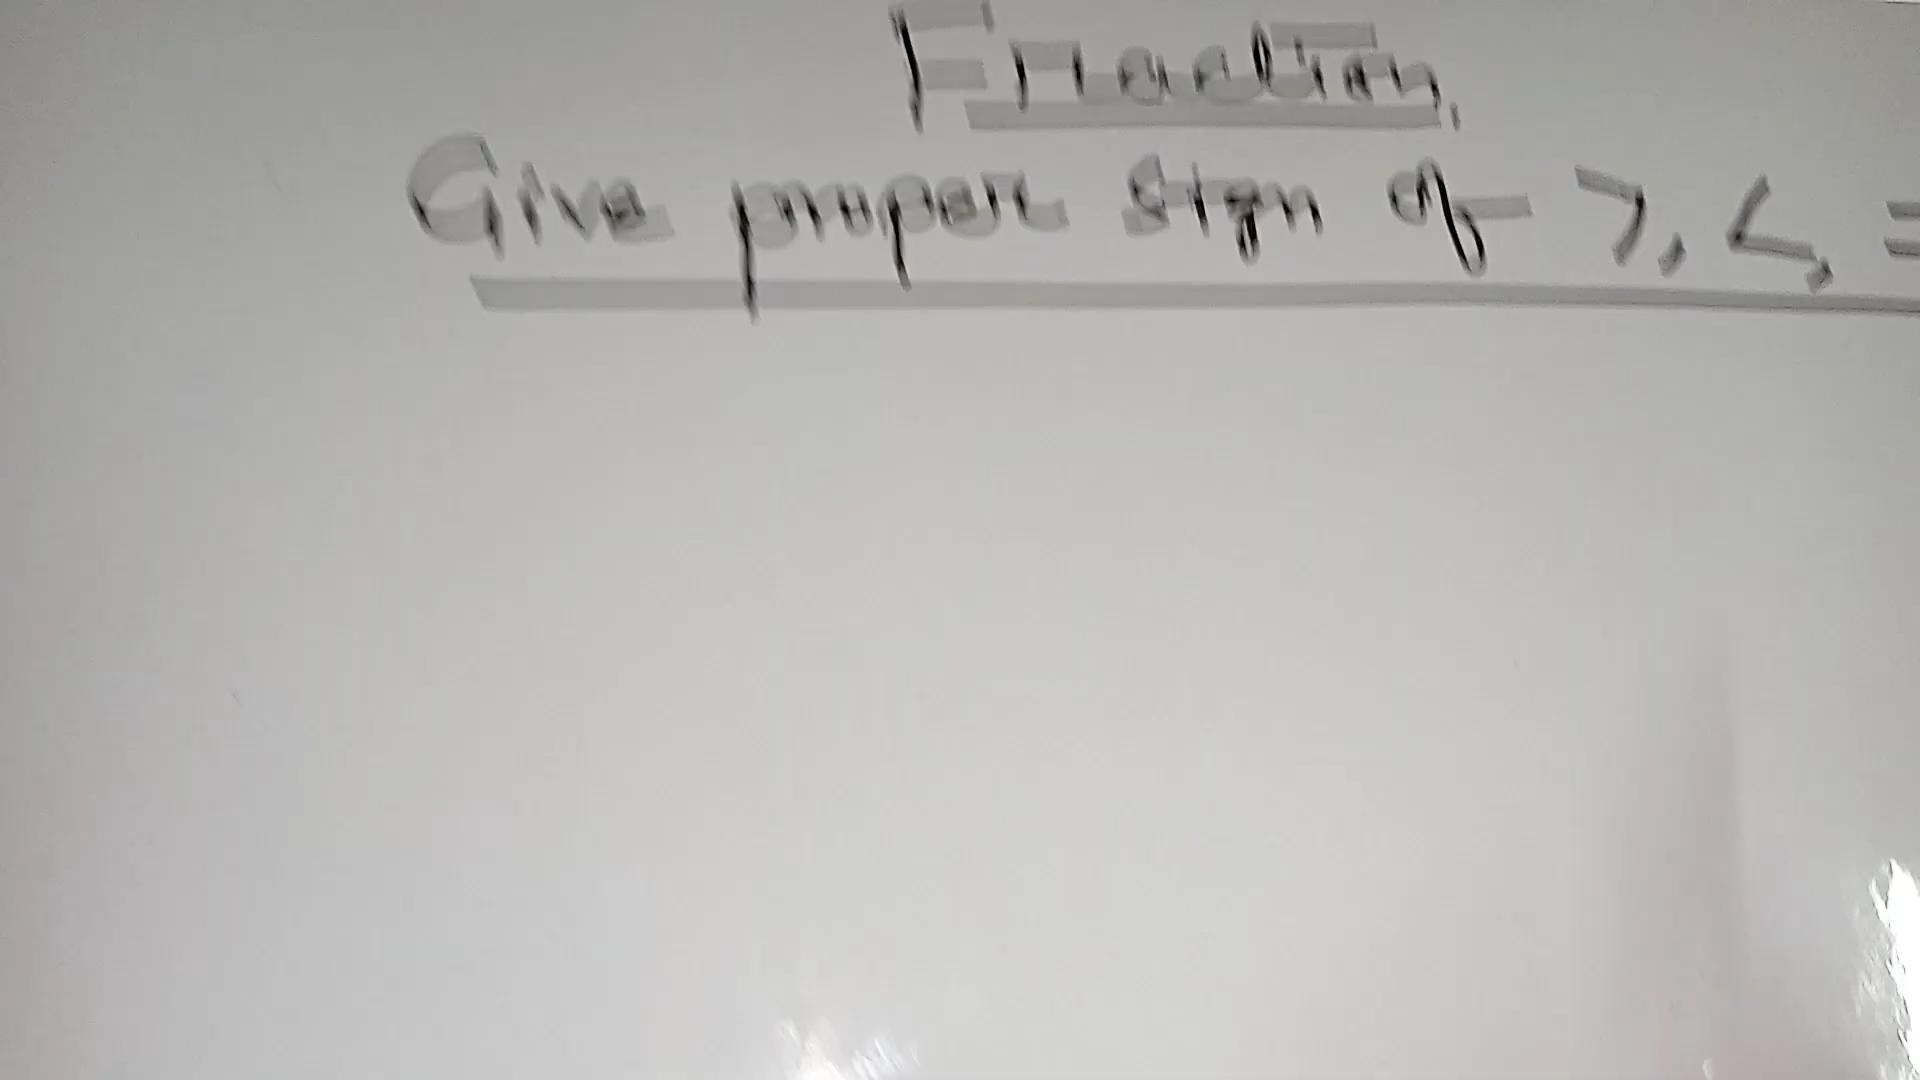 Fraction.
Give proper sign of >, <, =